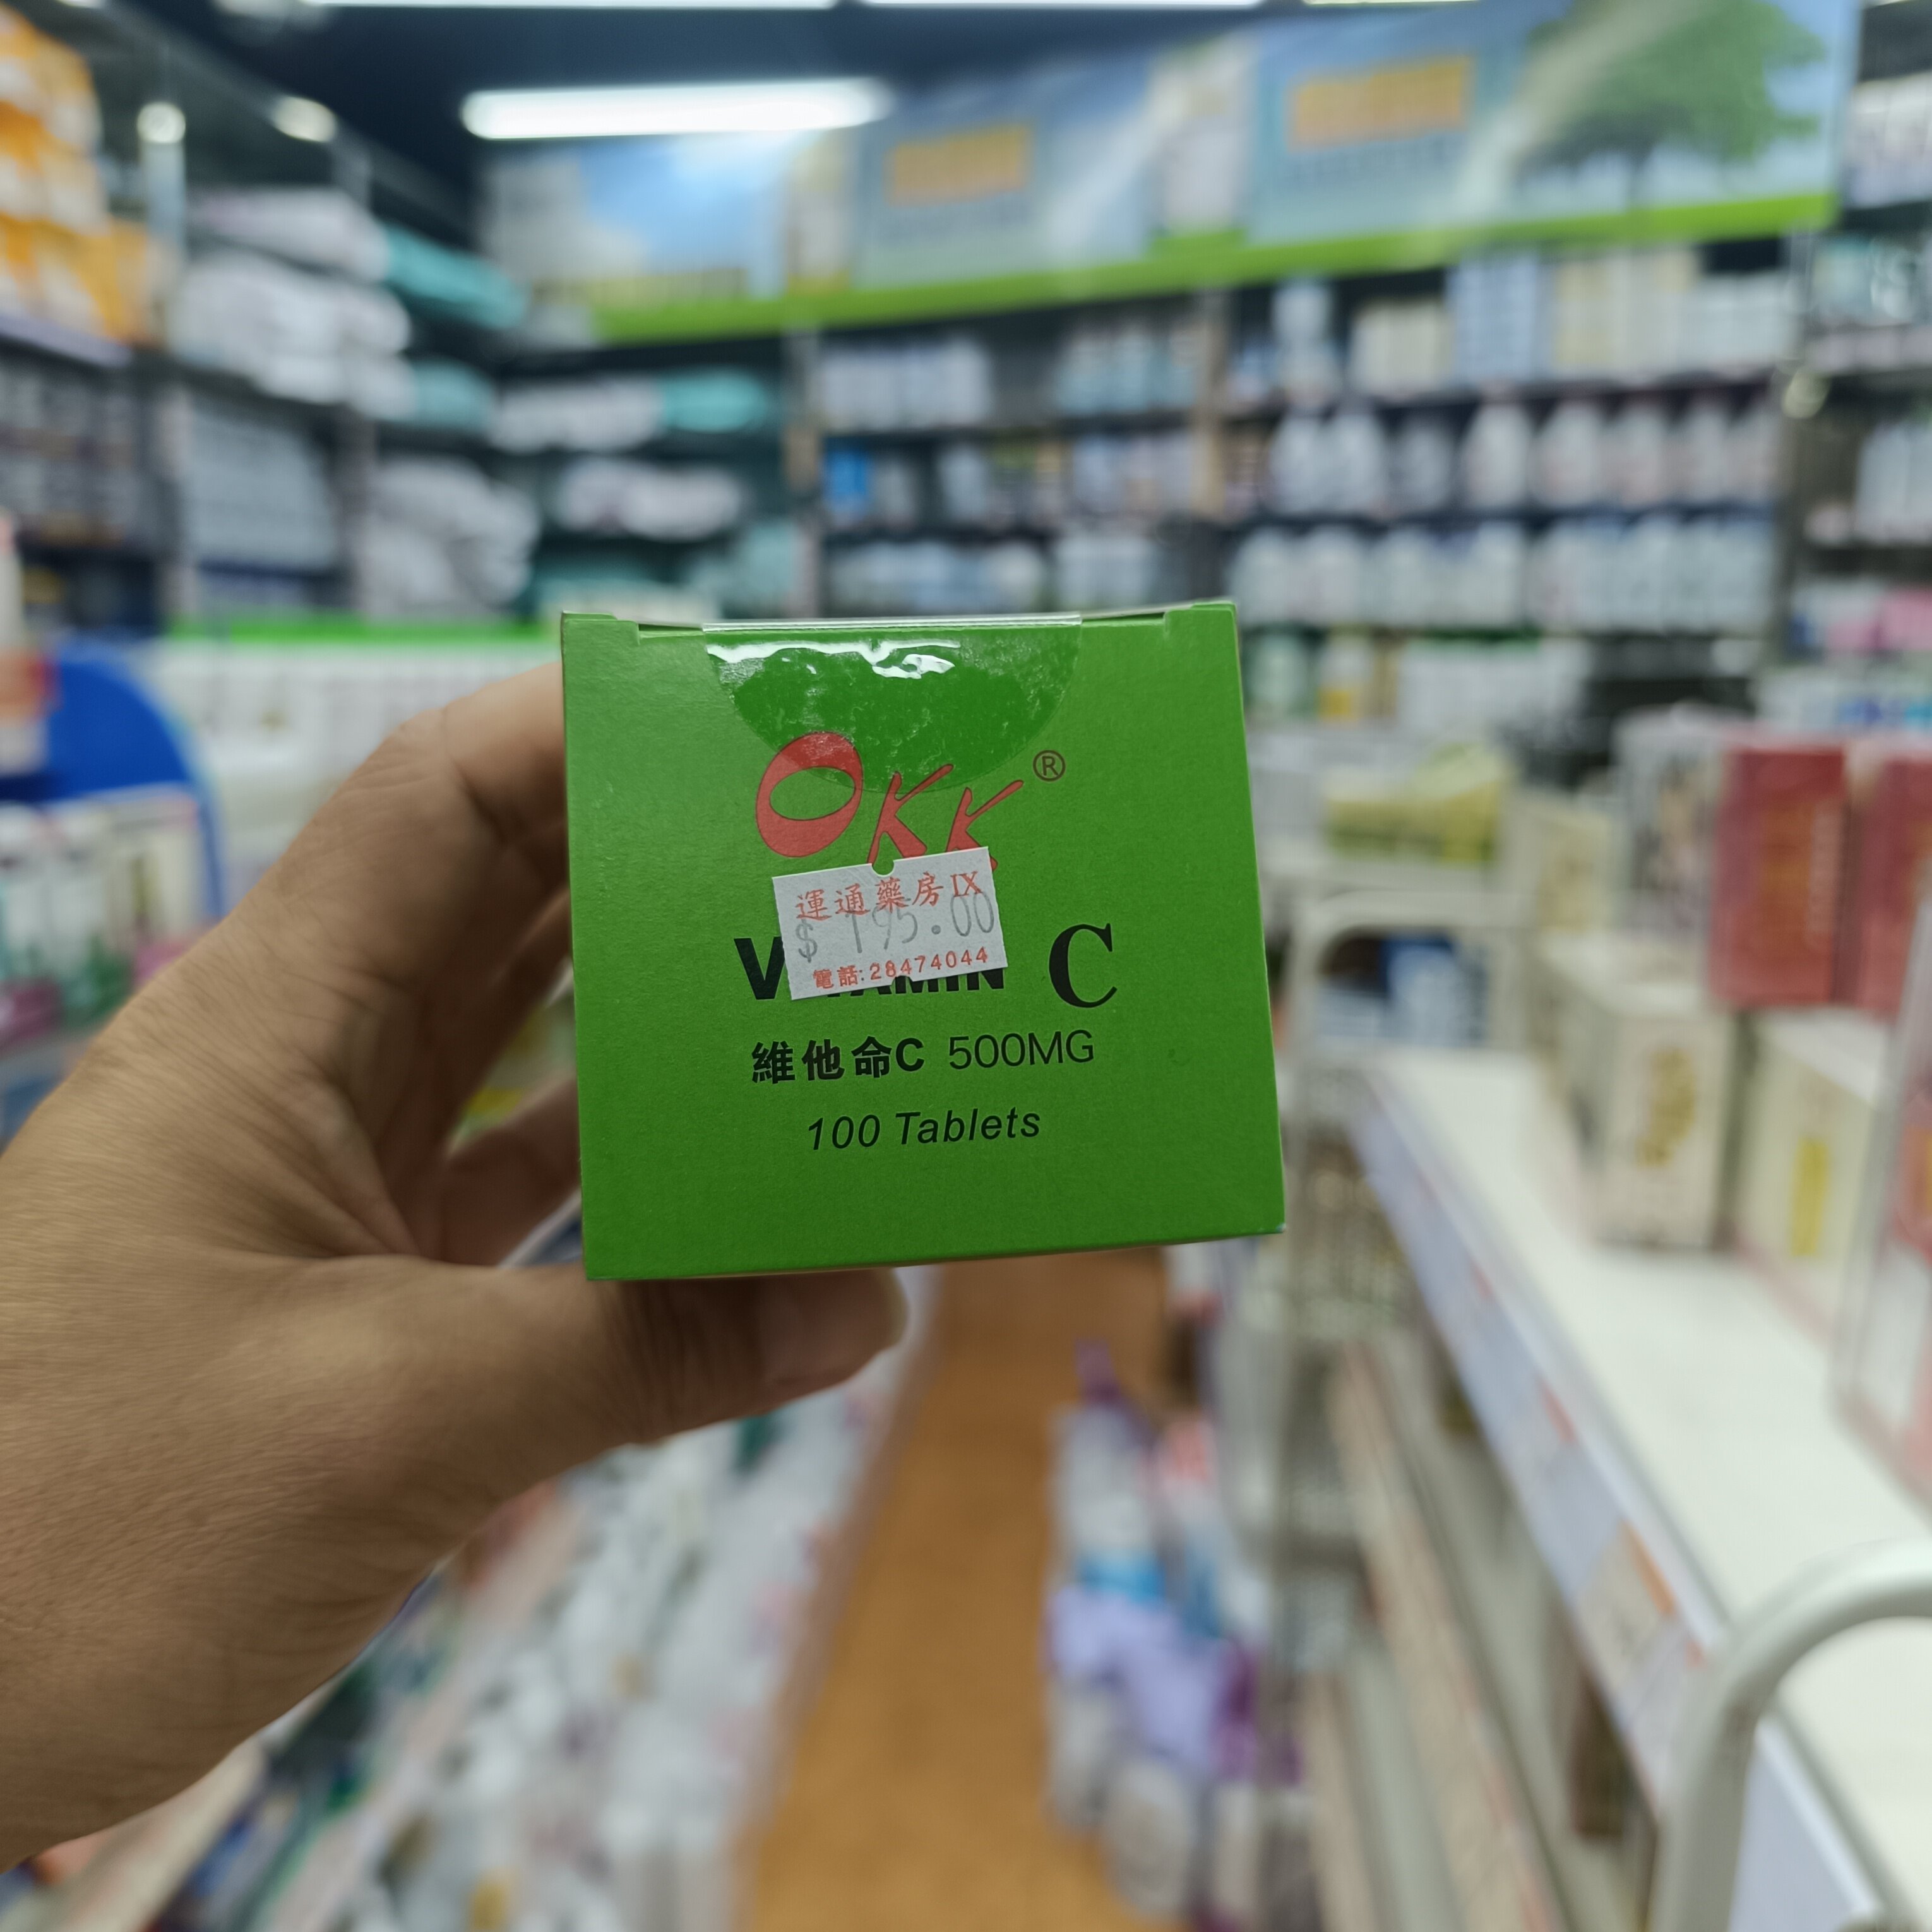 OKK®
運通藥房IX
$ 195.00
電話:28474044
VITAMIN C
維他命C 500MG
100 Tablets